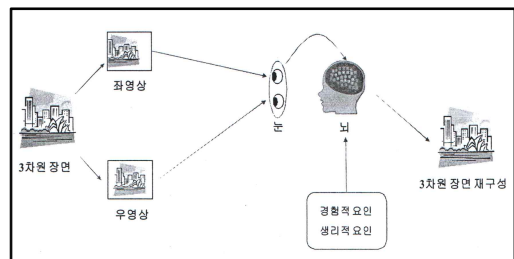 좌영상
눈
뇌
3차원 장면
3차원 장면 재구성
우영상
경험적요인
생리적요인